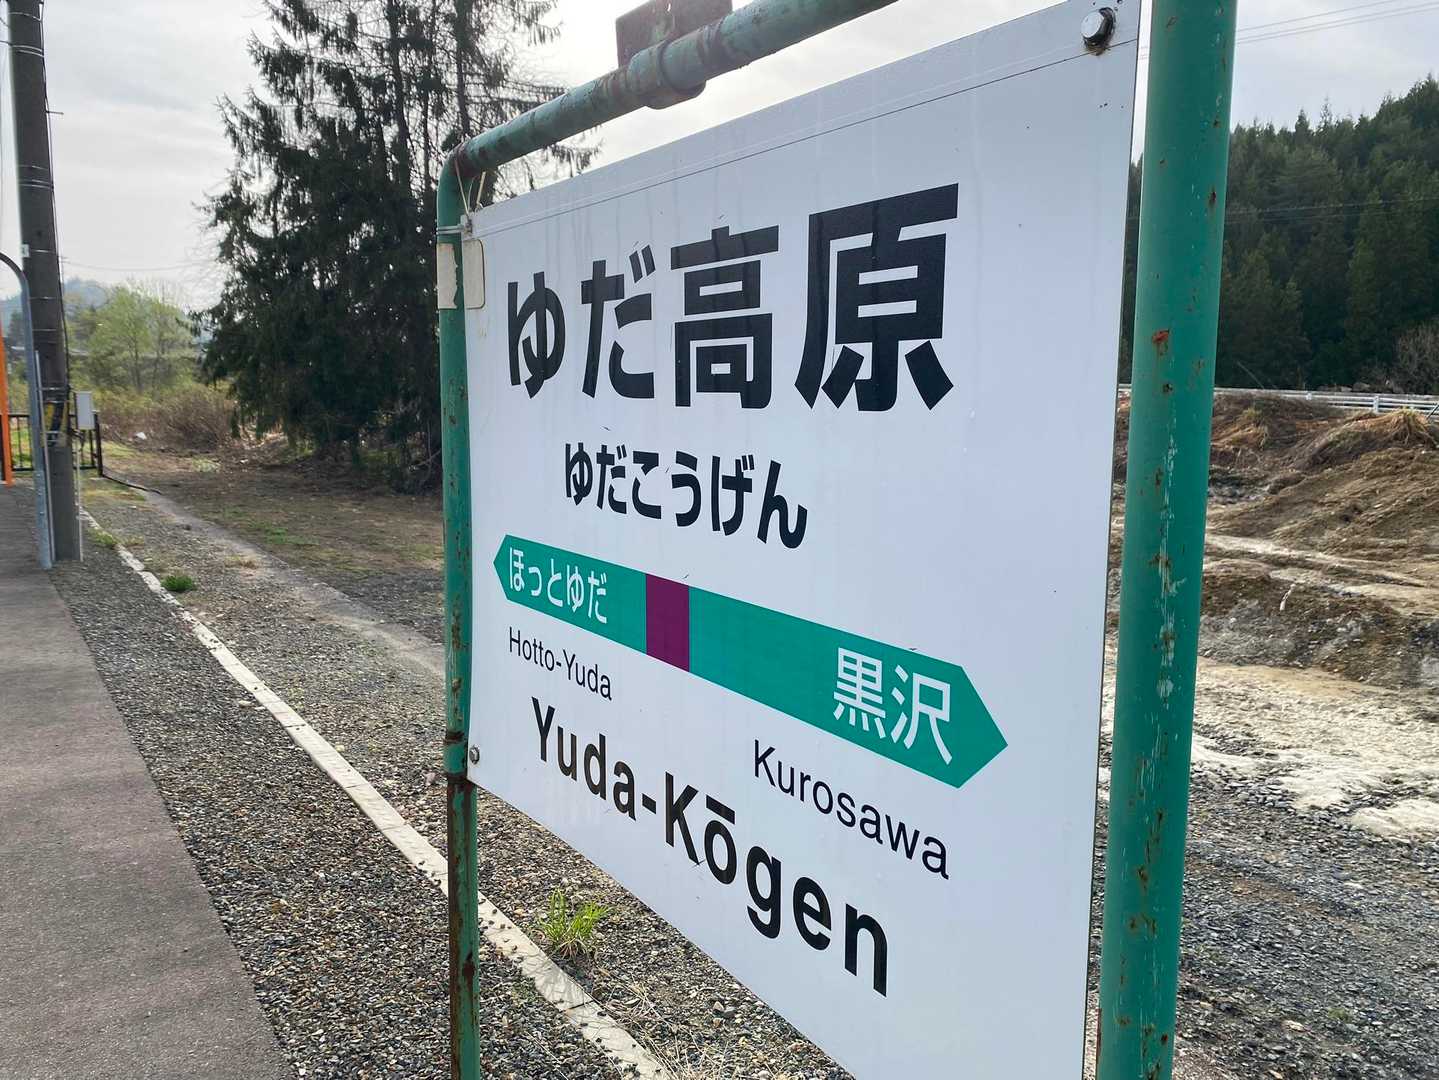 ゆだ高原
ゆだこうげん
ほっとゆだ
黒沢
Hotto-Yuda
Kurosawa
Yuda-Kōgen